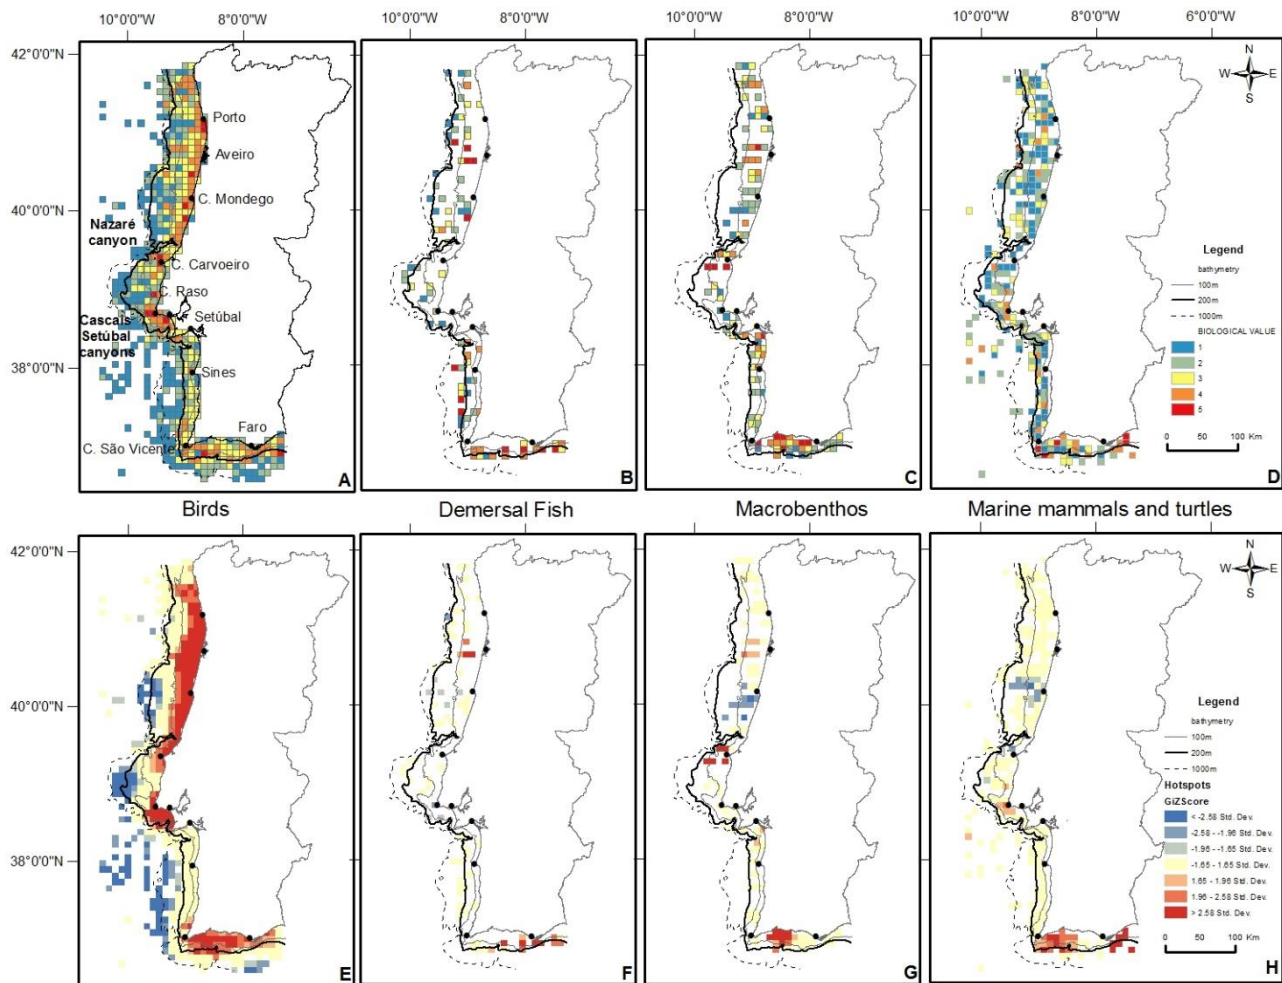 10°0'0"W 8°0'0"W 10°0'0"W 8°0'0"W 10°0'0"W 8°0'0"W 10°0'0"W 8°0'0"W 6°0'0"W
42°0'0"N
N
W E
S
Porto
Aveiro
C. Mondego
40°0'0"N
Nazaré
canyon
C. Carvoeiro
C. Raso
Setúbal
Cascais
Setúbal
canyons
38°0'0"N
Sines
Faro
C. São Vicente
Legend
bathymetry
100m
200m
1000m
BIOLOGICAL VALUE
1
2
3
4
5
0 50 100 Km
A B C D
Birds Demersal Fish Macrobenthos Marine mammals and turtles
42°0'0"N
N
W E
S
40°0'0"N
38°0'0"N
Legend
bathymetry
100m
200m
1000m
Hotspots
GiZScore
< -2.58 Std. Dev.
-2.58 - -1.96 Std. Dev.
-1.96 - -1.65 Std. Dev.
-1.65 - 1.65 Std. Dev.
1.65 - 1.96 Std. Dev.
1.96 - 2.58 Std. Dev.
> 2.58 Std. Dev.
0 50 100 Km
E F G H